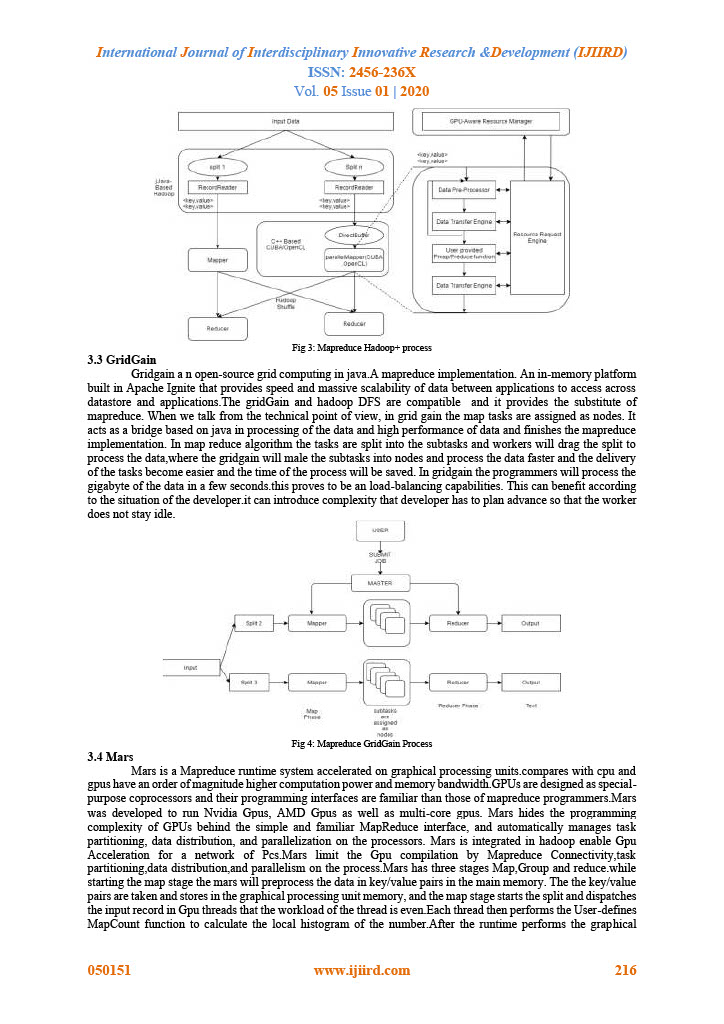 International Journal of Interdisciplinary Innovative Research &Development (IJIIRD)
ISSN: 2456-236X
Vol. 05 Issue 01 | 2020
Input Data
GPU-Aware Resource Manager
split 1
Split n
<key,value>
<key,value>
(Java-
Based
Hadoop
RecordReader
RecordReader
Data Pre-Processor
<key,value>
<key,value>
<key,value>
<key,value>
Data Transfer Engine
DirectBuffer
Resource Request
Engine
C++ Based
CUBA/OpenCL
User provided
Pmap/Preduce function
Mapper
paralleMapper(CUBA
OpenCL)
Data Transfer Engine
Hadoop
Shuffle
Reducer
Reducer
Fig 3: Mapreduce Hadoop+ process
3.3 GridGain
Gridgain a n open-source grid computing in java.A mapreduce implementation. An in-memory platform
built in Apache Ignite that provides speed and massive scalability of data between applications to access across
datastore and applications.The gridGain and hadoop DFS are compatible and it provides the substitute of
mapreduce. When we talk from the technical point of view, in grid gain the map tasks are assigned as nodes. It
acts as a bridge based on java in processing of the data and high performance of data and finishes the mapreduce
implementation. In map reduce algorithm the tasks are split into the subtasks and workers will drag the split to
process the data,where the gridgain will male the subtasks into nodes and process the data faster and the delivery
of the tasks become easier and the time of the process will be saved. In gridgain the programmers will process the
gigabyte of the data in a few seconds.this proves to be an load-balancing capabilities. This can benefit according
to the situation of the developer.it can introduce complexity that developer has to plan advance so that the worker
does not stay idle.
USER
SUBMIT
JOB
MASTER
Split 2
Mapper
Reducer
Output
Input
Split 3
Mapper
Reducer
Output
Map
Phase
subtasks
are
assigned
as
nodes
Reducer Phase
Text
Fig 4: Mapreduce GridGain Process
3.4 Mars
Mars is a Mapreduce runtime system accelerated on graphical processing units.compares with cpu and
gpus have an order of magnitude higher computation power and memory bandwidth.GPUs are designed as special-
purpose coprocessors and their programming interfaces are familiar than those of mapreduce programmers.Mars
was developed to run Nvidia Gpus, AMD Gpus as well as multi-core gpus. Mars hides the programming
complexity of GPUs behind the simple and familiar MapReduce interface, and automatically manages task
partitioning, data distribution, and parallelization on the processors. Mars is integrated in hadoop enable Gpu
Acceleration for a network of Pcs.Mars limit the Gpu compilation by Mapreduce Connectivity,task
partitioning,data distribution,and parallelism on the process.Mars has three stages Map,Group and reduce.while
starting the map stage the mars will preprocess the data in key/value pairs in the main memory. The the key/value
pairs are taken and stores in the graphical processing unit memory, and the map stage starts the split and dispatches
the input record in Gpu threads that the workload of the thread is even.Each thread then performs the User-defines
MapCount function to calculate the local histogram of the number.After the runtime performs the graphical
050151
www.ijiird.com
216